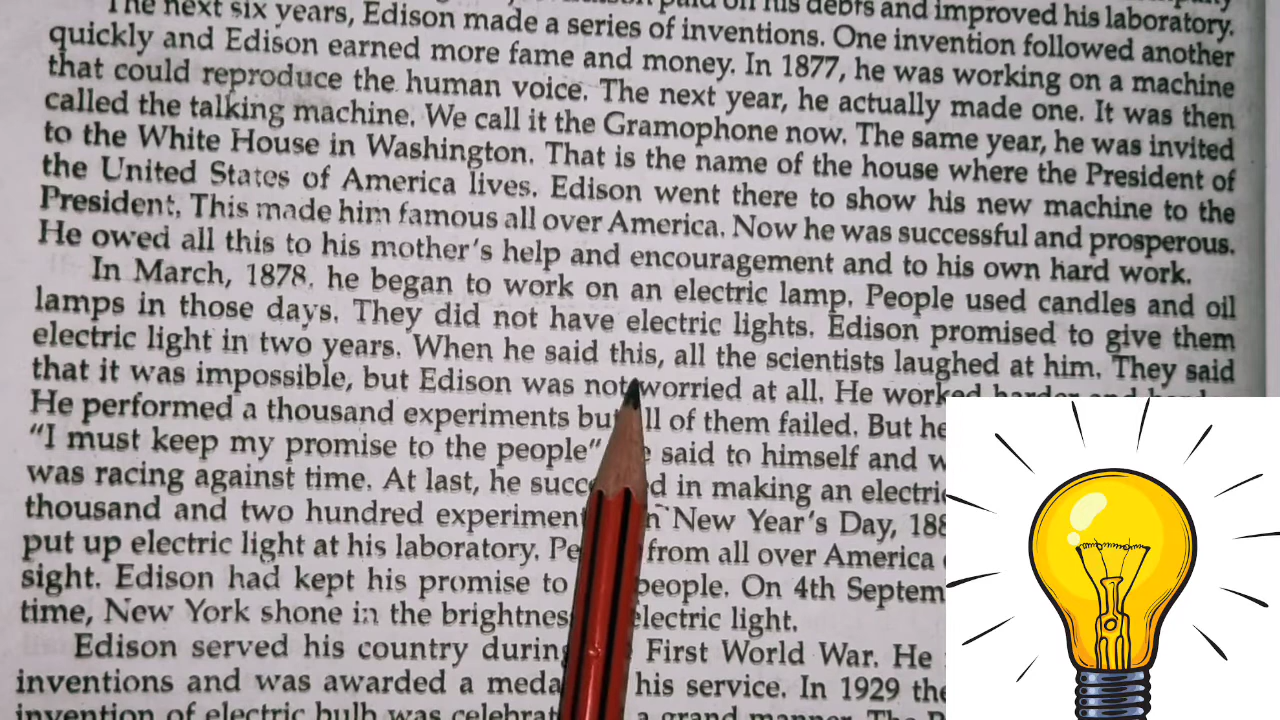 The next six years, Edison made a series of inventions. One invention followed another
quickly and Edison earned more fame and money. In 1877, he was working on a machine
that could reproduce the human voice. The next year, he actually made one. It was then
called the talking machine. We call it the Gramophone now. The same year, he was invited
to the White House in Washington. That is the name of the house where the President of
the United States of America lives. Edison went there to show his new machine to the
President. This made him famous all over America. Now he was successful and prosperous.
He owed all this to his mother's help and encouragement and to his own hard work.
In March, 1878, he began to work on an electric lamp. People used candles and oil
lamps in those days. They did not have electric lights. Edison promised to give them
electric light in two years. When he said this, all the scientists laughed at him. They said
that it was impossible, but Edison was not worried at all. He worked harder and
He performed a thousand experiments but all of them failed. But he
"I must keep my promise to the people" said to himself and
was racing against time. At last, he in making an
thousand and two hundred New Year's Day,
put up electric light at his laboratory. from all over America
sight. Edison had kept his promise to people. On 4th
time, New York shone in the electric light.
Edison served his country during First World War. He
inventions and was awarded a his service. In 1929
invention of electric bulb was a grand manner. The